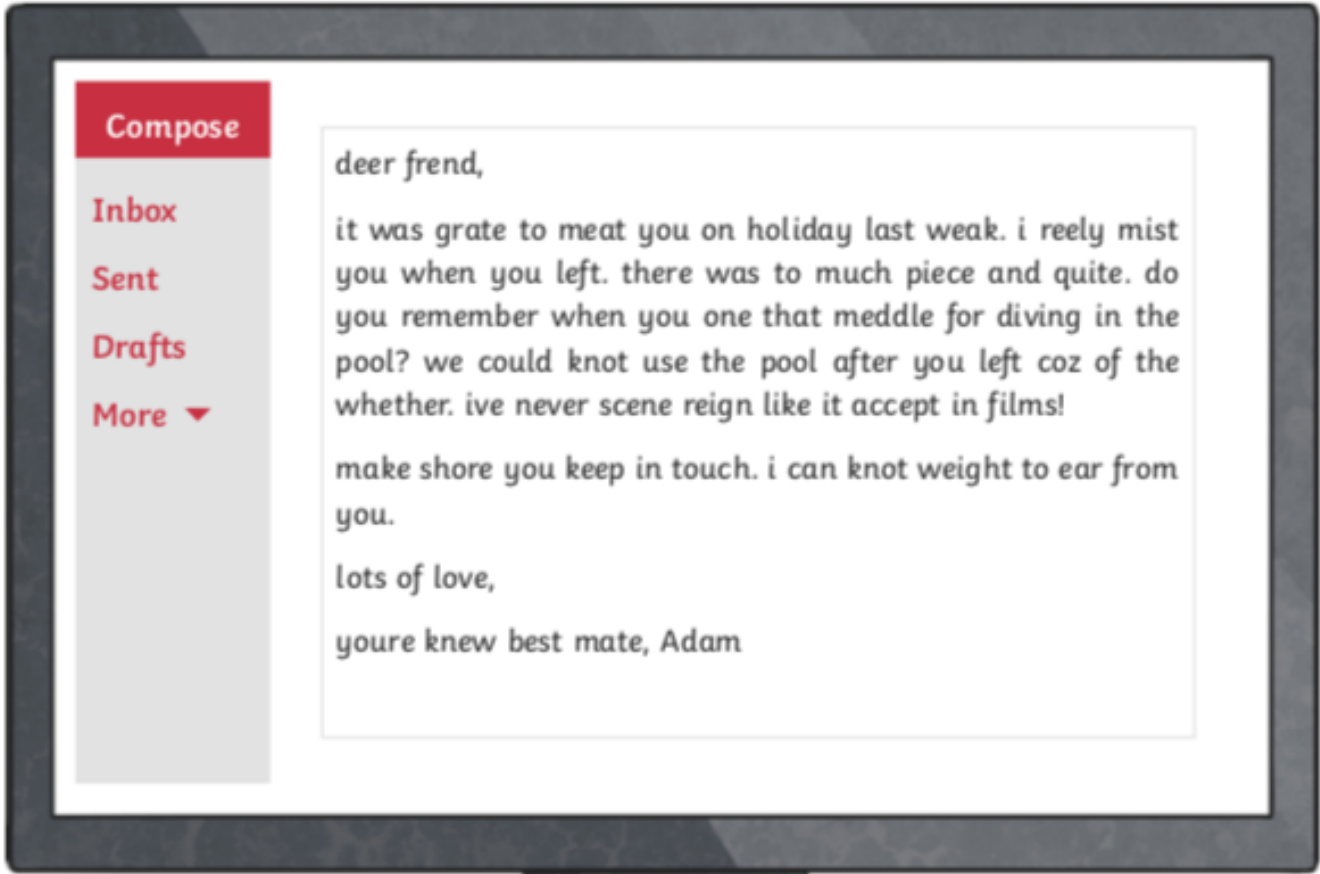 Compose
Inbox
Sent
Drafts
More
deer frend,
it was grate to meat you on holiday last weak. i reely mist
you when you left. there was to much piece and quite. do
you remember when you one that meddle for diving in the
pool? we could knot use the pool after you left coz of the
whether. ive never scene reign like it accept in films!
make shore you keep in touch. i can knot weight to ear from
you.
lots of love,
youre knew best mate, Adam